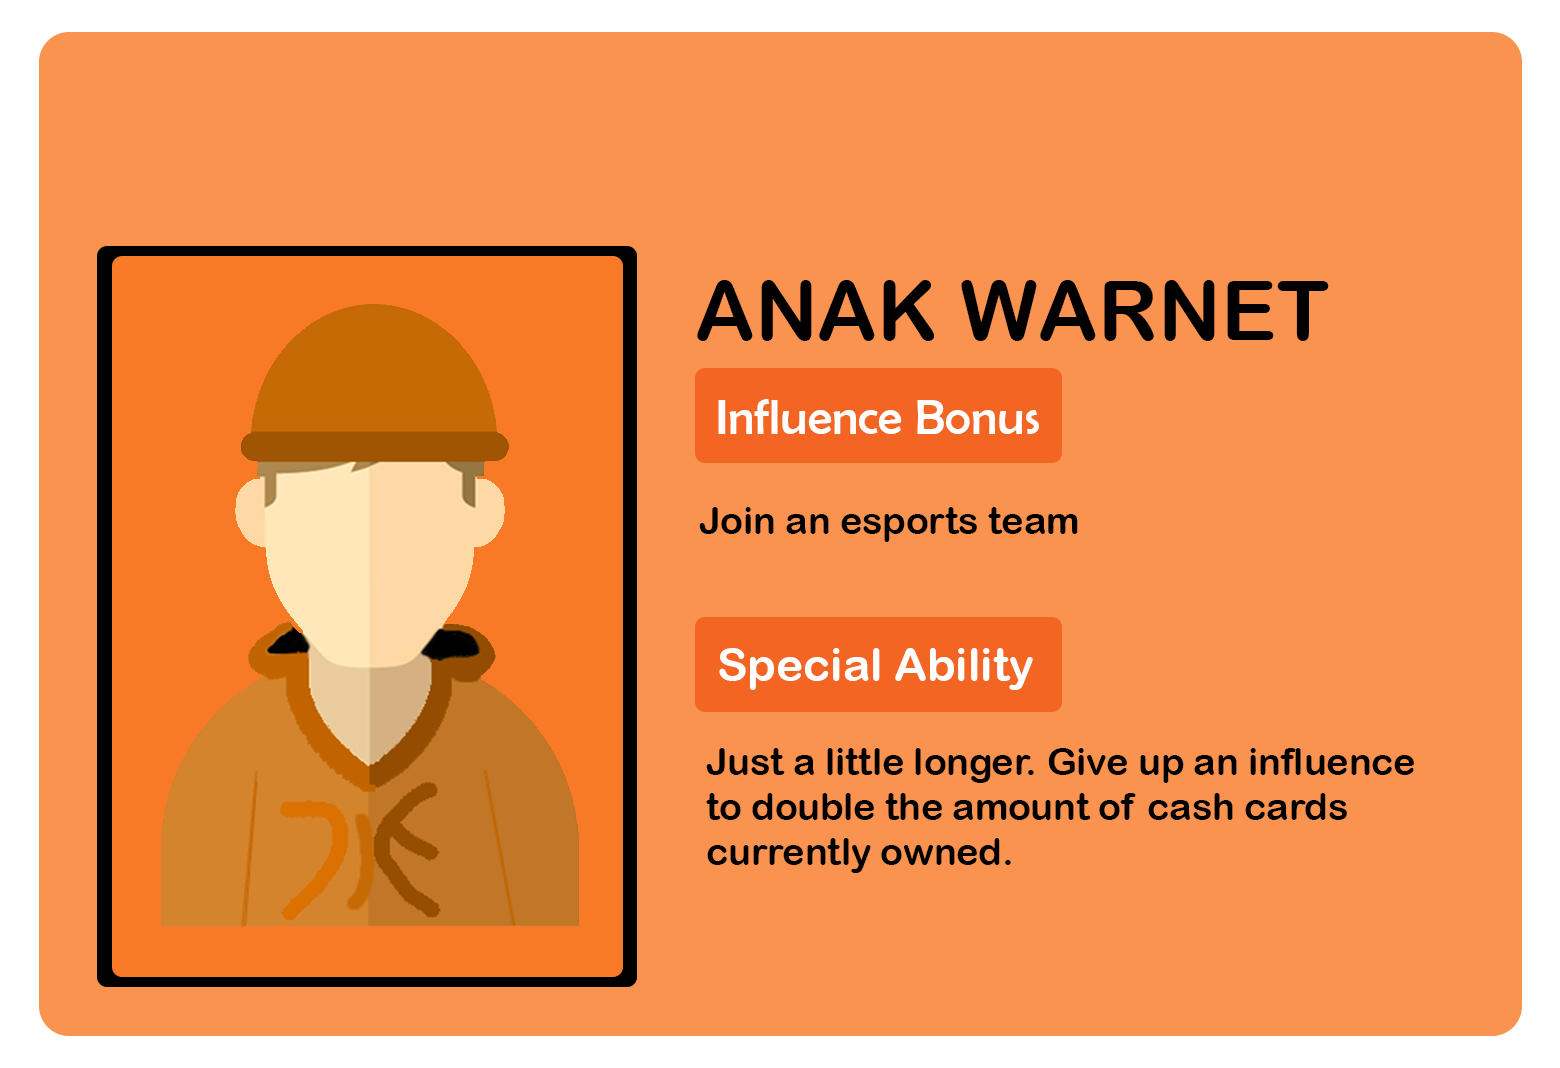 ANAK WARNET
Influence Bonus
Join an esports team
Special Ability
Just a little longer. Give up an influence
to double the amount of cash cards
currently owned.